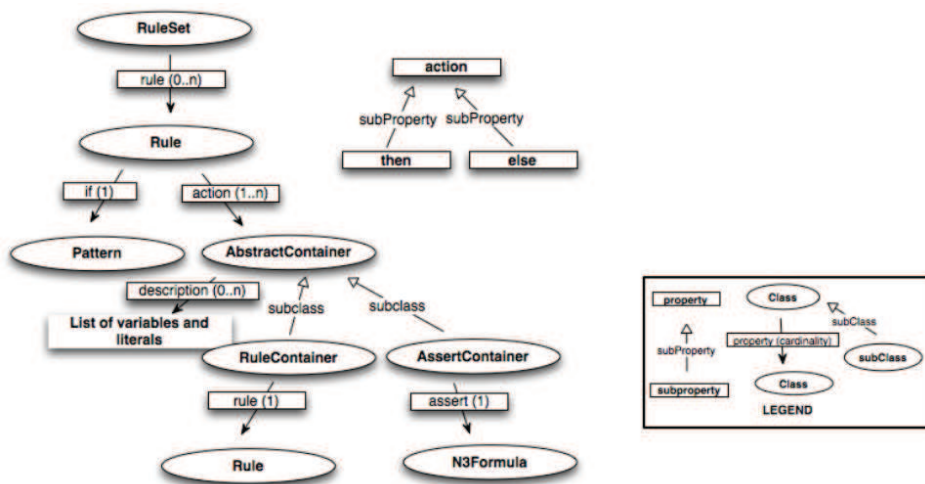 RuleSet
rule (0..n)
Rule
if (1)
action (1..n)
Pattern
AbstractContainer
description (0..n)
List of variables and
literals
subclass
subclass
RuleContainer
AssertContainer
rule (1)
assert (1)
Rule
N3Formula
action
subProperty
subProperty
then
else
property
Class
subClass
subProperty
property (cardinality)
subClass
subproperty
Class
LEGEND